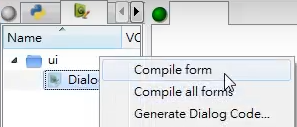 Name
VC
ui
Dialo
Compile form
Compile all forms
Generate Dialog Code...